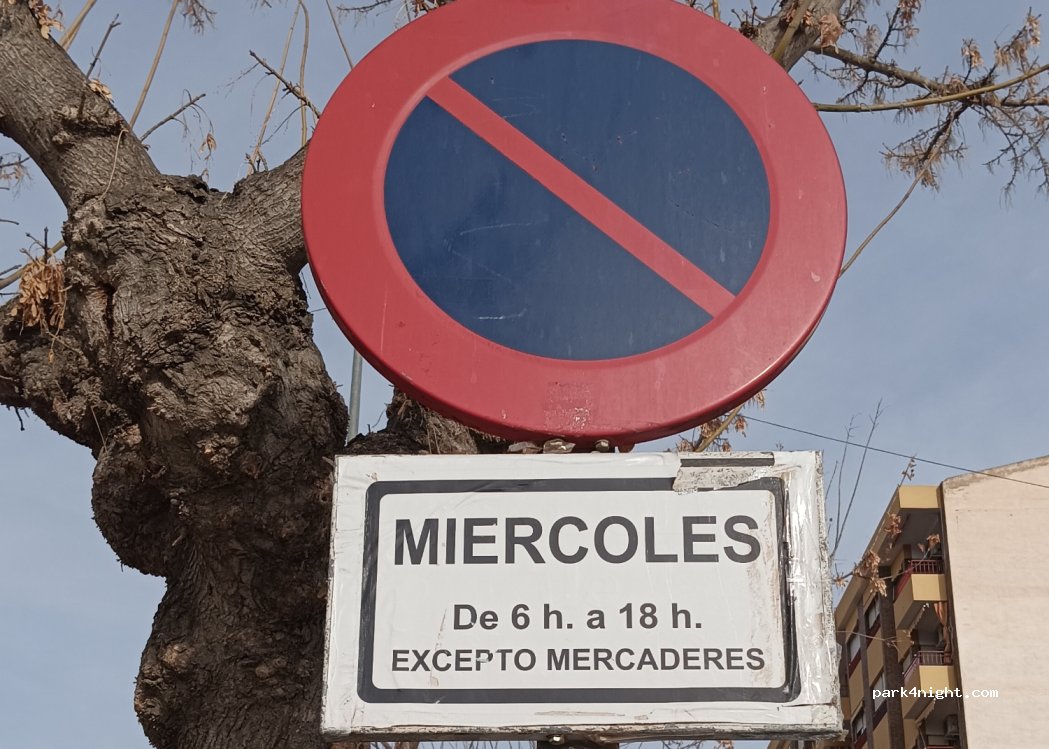 MIERCOLES
De 6 h. a 18 h.
EXCEPTO MERCADERES
park4night.com